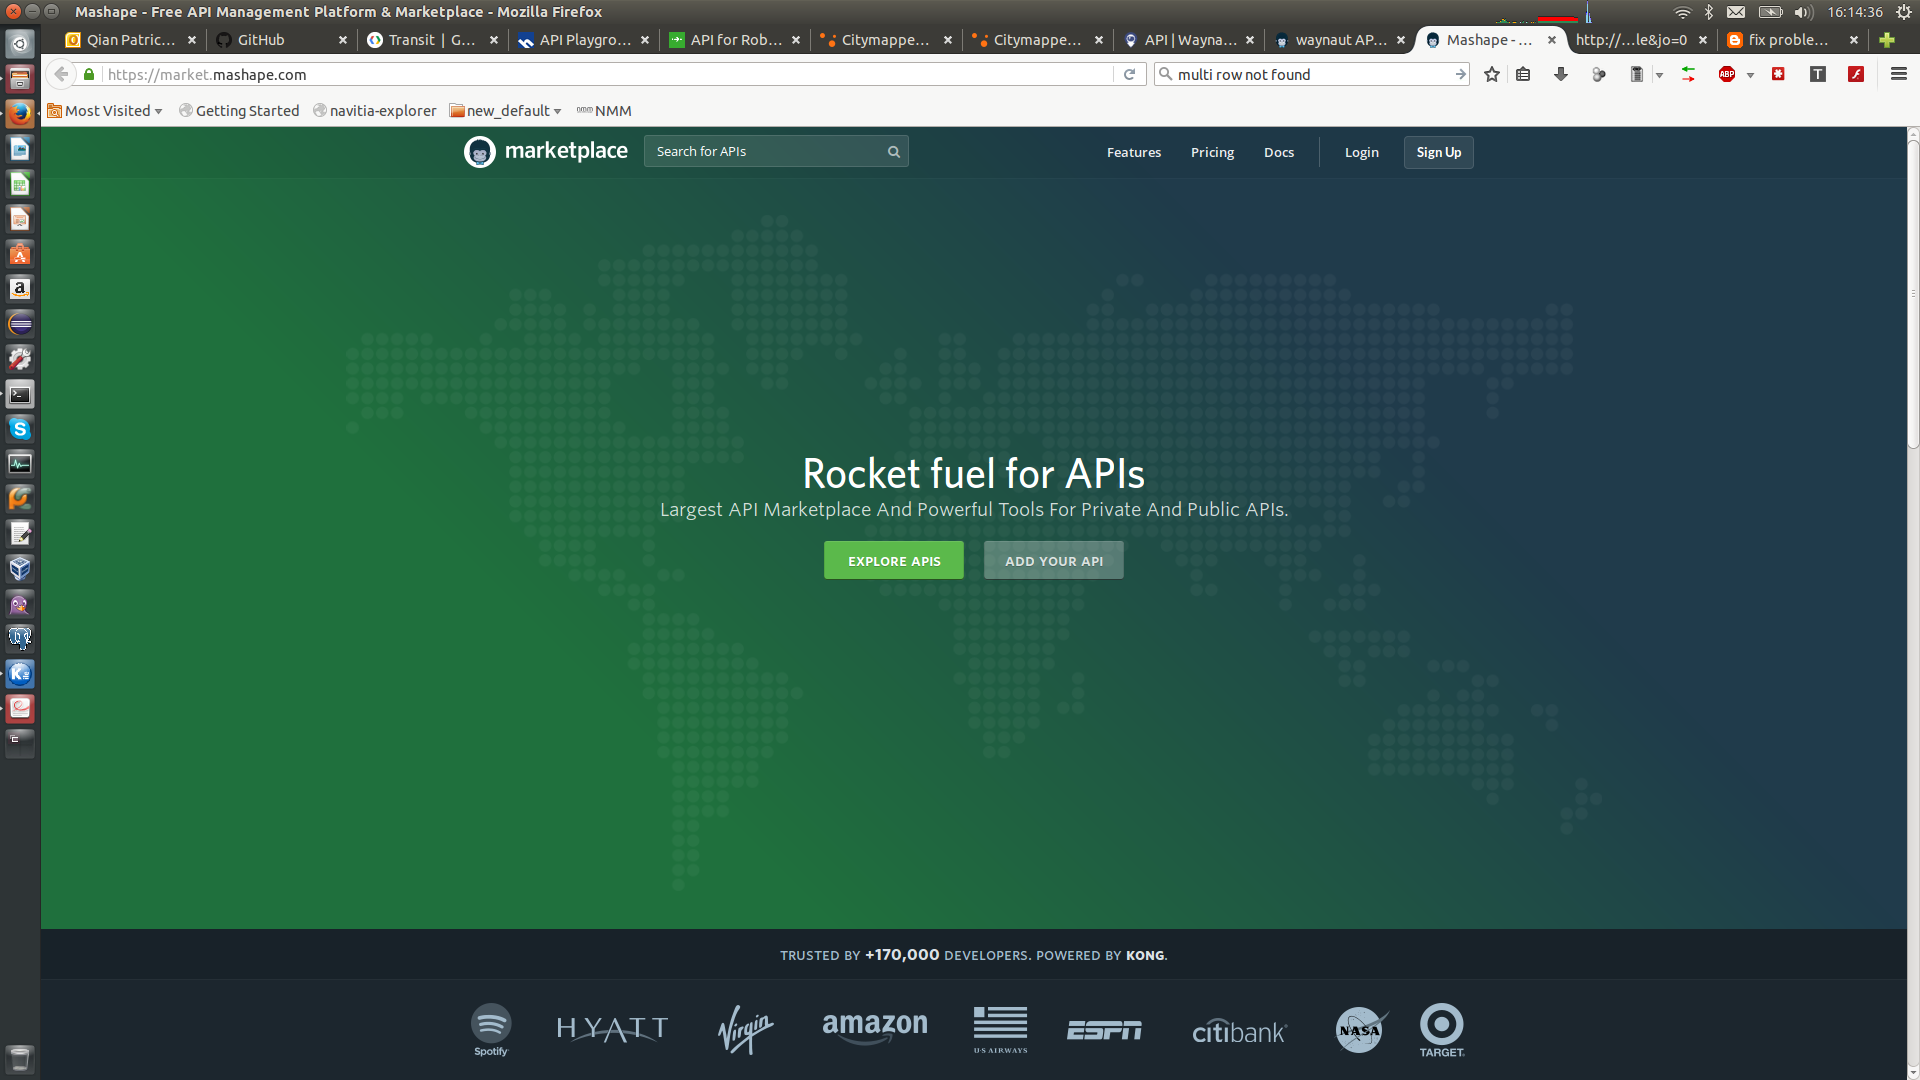 Mashape - Free API Management Platform & Marketplace - Mozilla Firefox
16:14:36
Qian Patric...
GitHub
Transit | G...
API Playgro...
API for Rob...
Citymappe...
Citymappe...
API | Wayna...
waynaut AP...
Mashape - ...
http://...le&jo=0
fix proble...
https://market.mashape.com
multi row not found
ABP
T
Most Visited
Getting Started
navitia-explorer
new_default
NMM
marketplace
Search for APIs
Features
Pricing
Docs
Login
Sign Up
Rocket fuel for APIs
Largest API Marketplace And Powerful Tools For Private And Public APIs.
EXPLORE APIS
ADD YOUR API
TRUSTED BY +170,000 DEVELOPERS. POWERED BY KONG.
Spotify
HYATT
Virgin
amazon
U·S AIRWAYS
ESPN
citibank
NASA
TARGET